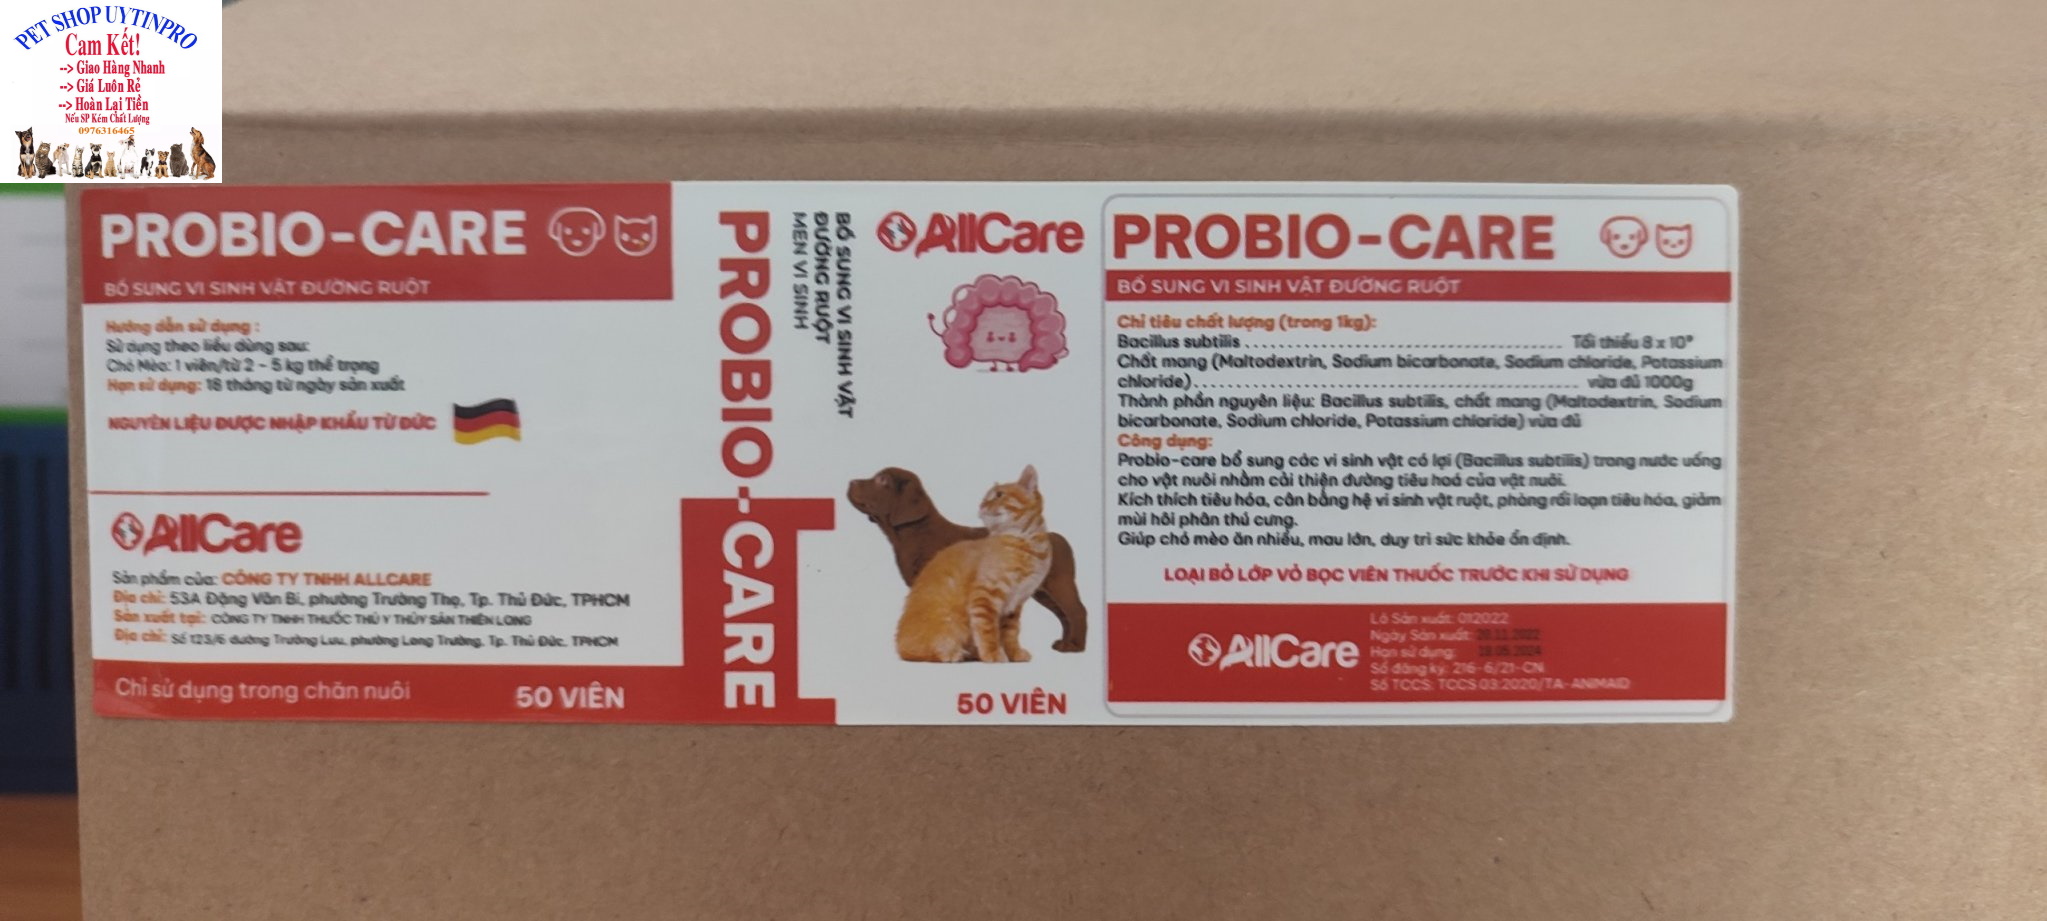 PET SHOP UYTINPRO
Cam Kết!
--> Giao Hàng Nhanh
--> Giá Luôn Rẻ
--> Hoàn Lại Tiền
Nếu SP Kém Chất Lượng
0976316465
PROBIO-CARE
BỔ SUNG VI SINH VẬT ĐƯỜNG RUỘT
Hướng dẫn sử dụng :
Sử dụng theo liều dùng sau:
Chó Mèo: 1 viên/từ 2 - 5 kg thể trọng
Hạn sử dụng: 18 tháng từ ngày sản xuất
NGUYÊN LIỆU ĐƯỢC NHẬP KHẨU TỪ ĐỨC
AllCare
Sản phẩm của: CÔNG TY TNHH ALLCARE
Địa chỉ: 53A Đặng Văn Bi, phường Trường Thọ, Tp. Thủ Đức, TPHCM
Sản xuất tại: CÔNG TY TNHH THUỐC THÚ Y THỦY SẢN THIÊN LONG
Địa chỉ: Số 123/6 đường Trường Lưu, phường Long Trường, Tp. Thủ Đức, TPHCM
Chỉ sử dụng trong chăn nuôi
50 VIÊN
PROBIO-CARE
BỔ SUNG VI SINH VẬT
ĐƯỜNG RUỘT
MEN VI SINH
AllCare
50 VIÊN
PROBIO-CARE
BỔ SUNG VI SINH VẬT ĐƯỜNG RUỘT
Chỉ tiêu chất lượng (trong 1kg):
Bacillus subtilis ........................................ Tối thiểu 8 x 10⁹
Chất mang (Maltodextrin, Sodium bicarbonate, Sodium chloride, Potassium
chloride)................................................ vừa đủ 1000g
Thành phần nguyên liệu: Bacillus subtilis, chất mang (Maltodextrin, Sodium
bicarbonate, Sodium chloride, Potassium chloride) vừa đủ
Công dụng:
Probio-care bổ sung các vi sinh vật có lợi (Bacillus subtilis) trong nước uống
cho vật nuôi nhằm cải thiện đường tiêu hoá của vật nuôi.
Kích thích tiêu hóa, cân bằng hệ vi sinh vật ruột, phòng rối loạn tiêu hóa, giảm
mùi hôi phân thú cưng.
Giúp chó mèo ăn nhiều, mau lớn, duy trì sức khỏe ổn định.
LOẠI BỎ LỚP VỎ BỌC VIÊN THUỐC TRƯỚC KHI SỬ DỤNG
AllCare
Lô Sản xuất: 012022
Ngày Sản xuất: 20.11.2022
Hạn sử dụng: 19.05.2024
Số đăng ký: 216-6/21-CN
Số TCCS: TCCS 03:2020/TA-ANIMAID